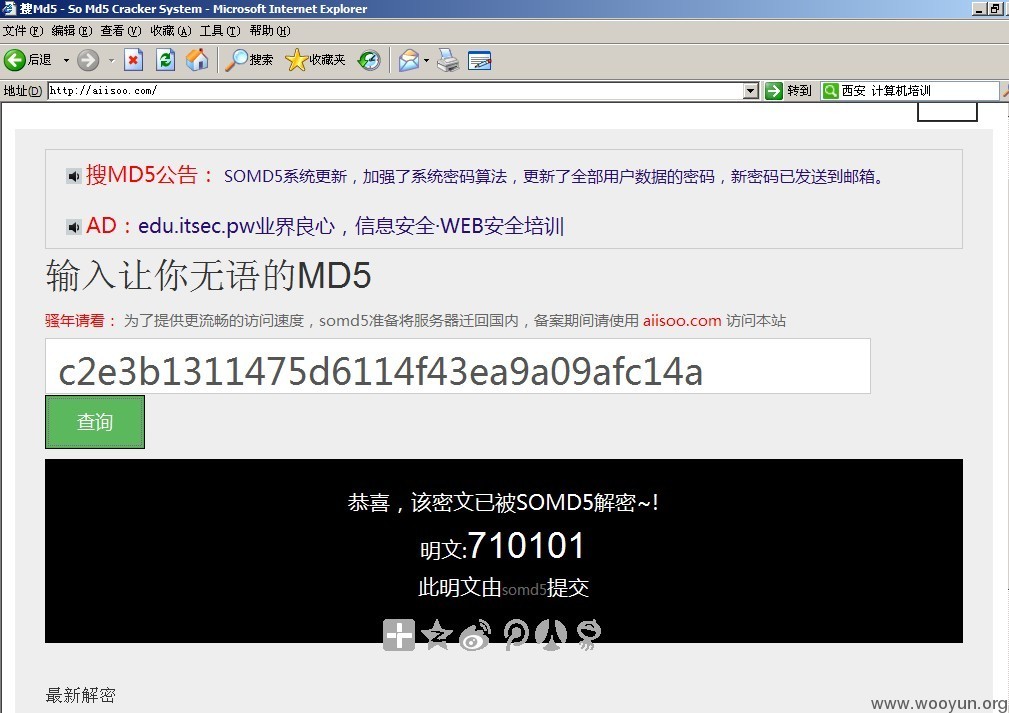 搜Md5 - So Md5 Cracker System - Microsoft Internet Explorer
文件(F) 编辑(E) 查看(V) 收藏(A) 工具(T) 帮助(H)
后退 搜索 收藏夹
地址(D) http://aiisoo.com/ 转到 西安 计算机培训
搜MD5公告： SOMD5系统更新，加强了系统密码算法，更新了全部用户数据的密码，新密码已发送到邮箱。
AD：edu.itsec.pw业界良心，信息安全·WEB安全培训
输入让你无语的MD5
骚年请看： 为了提供更流畅的访问速度，somd5准备将服务器迁回国内，备案期间请使用 aiisoo.com 访问本站
c2e3b1311475d6114f43ea9a09afc14a
查询
恭喜，该密文已被SOMD5解密~!
明文:710101
此明文由somd5提交
最新解密
www.wooyun.org